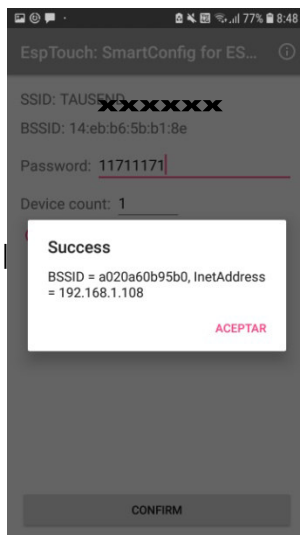 77% 8:48
EspTouch: SmartConfig for ES...
SSID: TAUSEND xxxxxxx
BSSID: 14:eb:b6:5b:b1:8e
Password: 11711171
Device count: 1
Success
BSSID = a020a60b95b0, InetAddress
= 192.168.1.108
ACEPTAR
CONFIRM